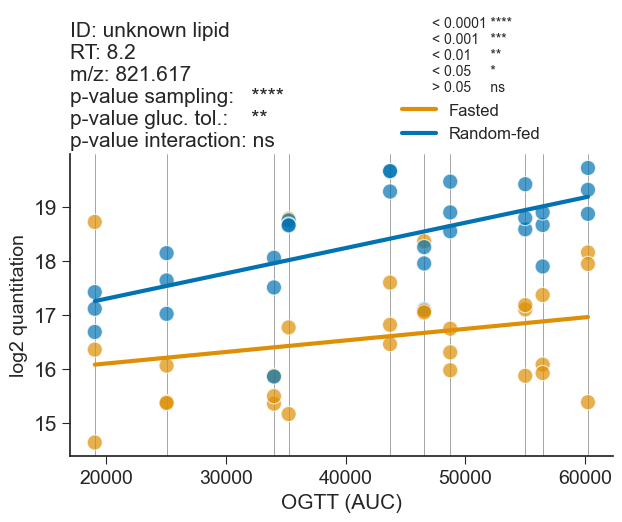 ID: unknown lipid
RT: 8.2
m/z: 821.617
p-value sampling: ****
p-value gluc. tol.: **
p-value interaction: ns
< 0.0001 ****
< 0.001 ***
< 0.01 **
< 0.05 *
> 0.05 ns
Fasted
Random-fed
log2 quantitation
19
18
17
16
15
20000 30000 40000 50000 60000
OGTT (AUC)